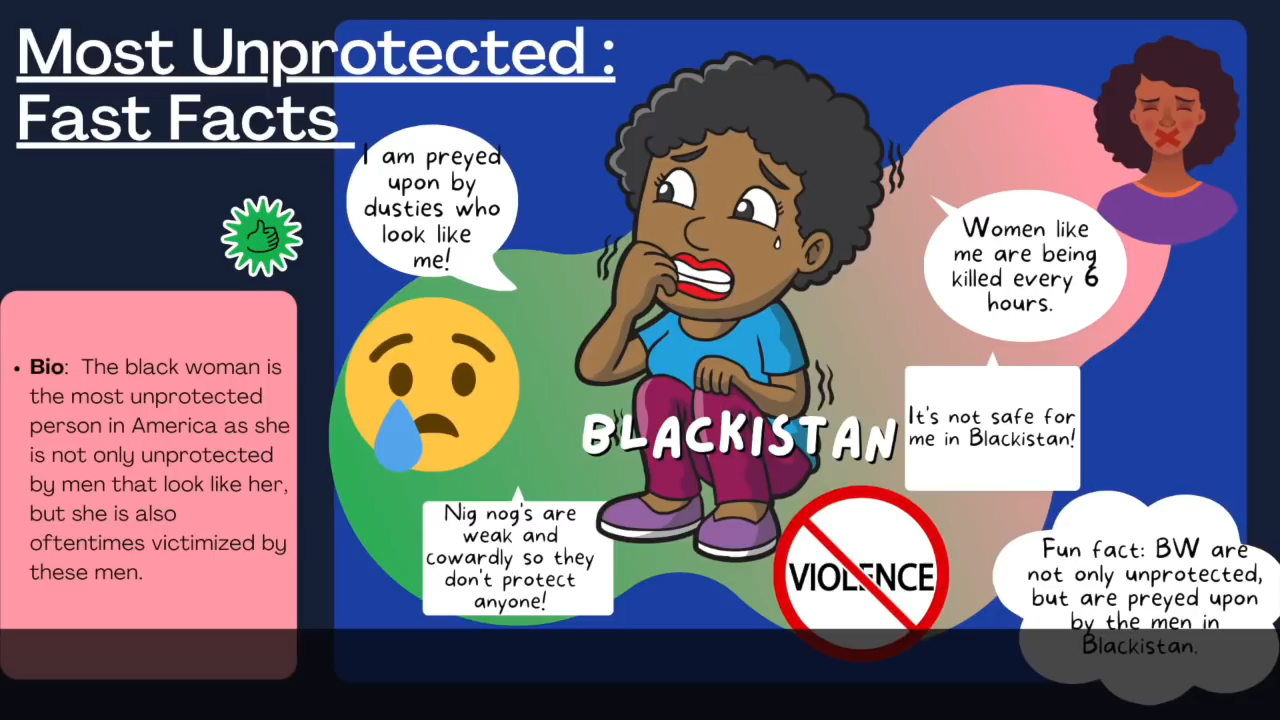 Most Unprotected :
Fast Facts
I am preyed
upon by
dusties who
look like
me!
Women like
me are being
killed every 6
hours.
• Bio: The black woman is
the most unprotected
person in America as she
is not only unprotected
by men that look like her,
but she is also
oftentimes victimized by
these men.
BLACKISTAN
It's not safe for
me in Blackistan!
Nig nog's are
weak and
cowardly so they
don't protect
anyone!
VIOLENCE
Fun fact: BW are
not only unprotected,
but are preyed upon
by the men in
Blackistan.